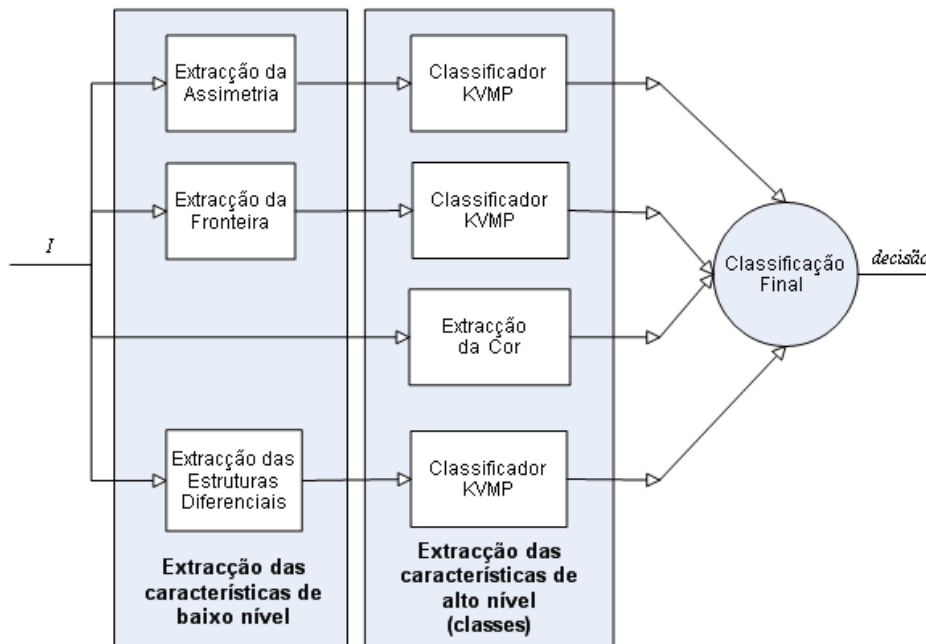 Extracção da
Assimetria
Classificador
KVMP
Extracção da
Fronteira
Classificador
KVMP
I
Classificação
Final
decisão
Extracção
da Cor
Extracção das
Estruturas
Diferenciais
Classificador
KVMP
Extracção das
características de
baixo nível
Extracção das
características de
alto nível
(classes)